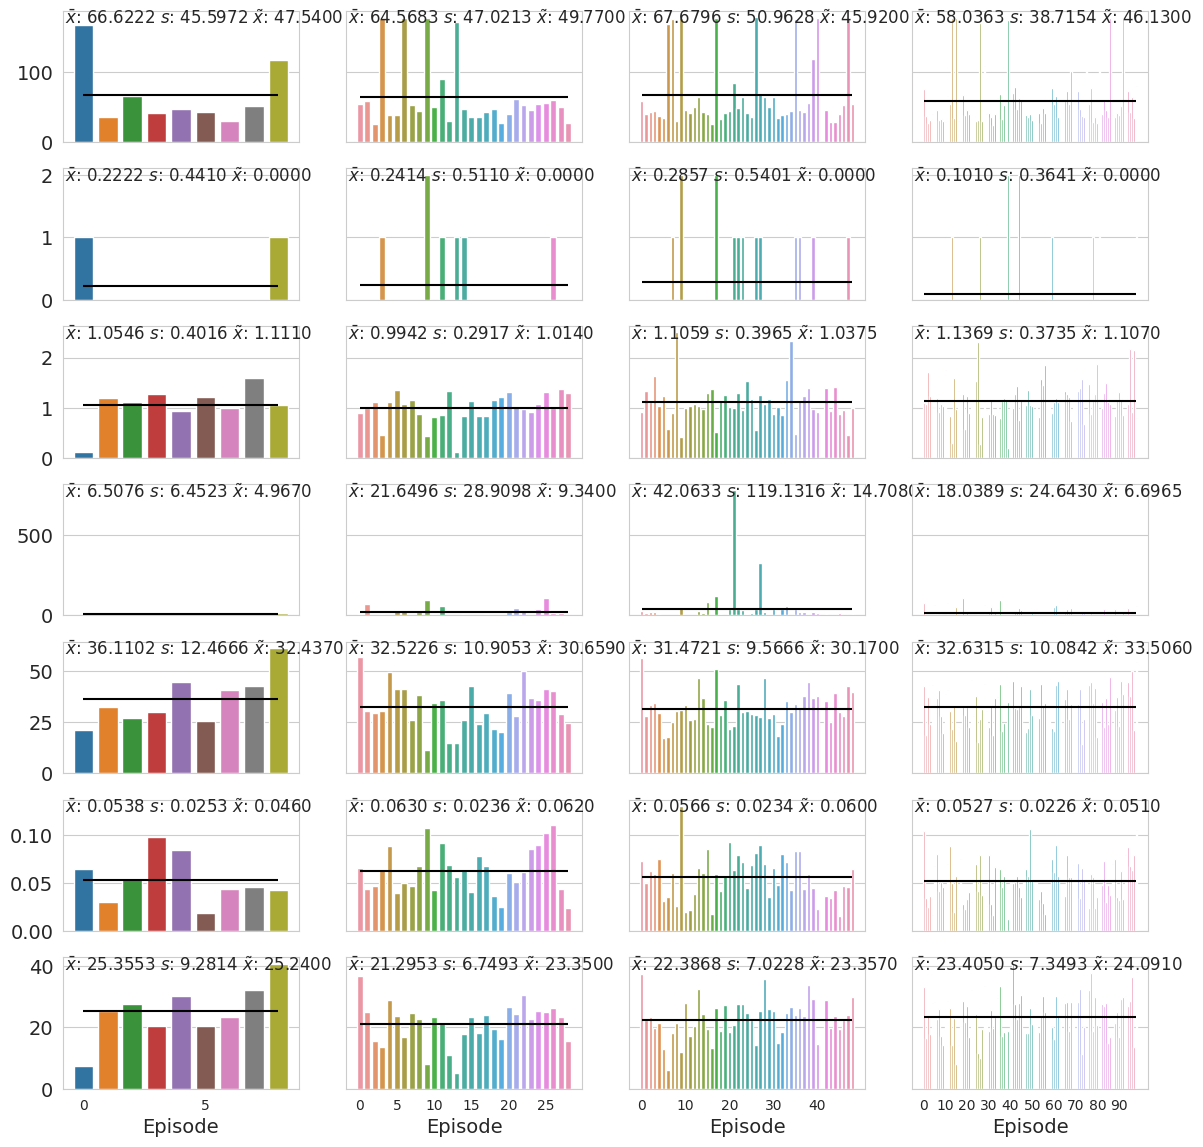 x̄: 66.6222 s: 45.5972 x̃: 47.5400
x̄: 64.5683 s: 47.0213 x̃: 49.7700
x̄: 67.6796 s: 50.9628 x̃: 45.9200
x̄: 58.0363 s: 38.7154 x̃: 46.1300
100
0
x̄: 0.2222 s: 0.4410 x̃: 0.0000
x̄: 0.2414 s: 0.5110 x̃: 0.0000
x̄: 0.2857 s: 0.5401 x̃: 0.0000
x̄: 0.1010 s: 0.3641 x̃: 0.0000
2
1
0
x̄: 1.0546 s: 0.4016 x̃: 1.1110
x̄: 0.9942 s: 0.2917 x̃: 1.0140
x̄: 1.1059 s: 0.3965 x̃: 1.0375
x̄: 1.1369 s: 0.3735 x̃: 1.1070
2
1
0
x̄: 6.5076 s: 6.4523 x̃: 4.9670
x̄: 21.6496 s: 28.9098 x̃: 9.3400
x̄: 42.0633 s: 119.1316 x̃: 14.7080
x̄: 18.0389 s: 24.6430 x̃: 6.6965
500
0
x̄: 36.1102 s: 12.4666 x̃: 32.4370
x̄: 32.5226 s: 10.9053 x̃: 30.6590
x̄: 31.4721 s: 9.5666 x̃: 30.1700
x̄: 32.6315 s: 10.0842 x̃: 33.5060
50
25
0
x̄: 0.0538 s: 0.0253 x̃: 0.0460
x̄: 0.0630 s: 0.0236 x̃: 0.0620
x̄: 0.0566 s: 0.0234 x̃: 0.0600
x̄: 0.0527 s: 0.0226 x̃: 0.0510
0.10
0.05
0.00
x̄: 25.3553 s: 9.2814 x̃: 25.2400
x̄: 21.2953 s: 6.7493 x̃: 23.3500
x̄: 22.3868 s: 7.0228 x̃: 23.3570
x̄: 23.4050 s: 7.3493 x̃: 24.0910
40
20
0
0 5
0 5 10 15 20 25
0 10 20 30 40
0 10 20 30 40 50 60 70 80 90
Episode
Episode
Episode
Episode